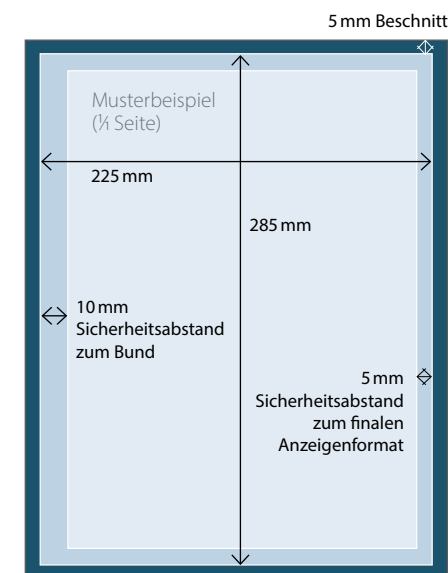 5 mm Beschnitt
Musterbeispiel
(¹⁄₁ Seite)
225 mm
285 mm
10 mm
Sicherheitsabstand
zum Bund
5 mm
Sicherheitsabstand
zum finalen
Anzeigenformat